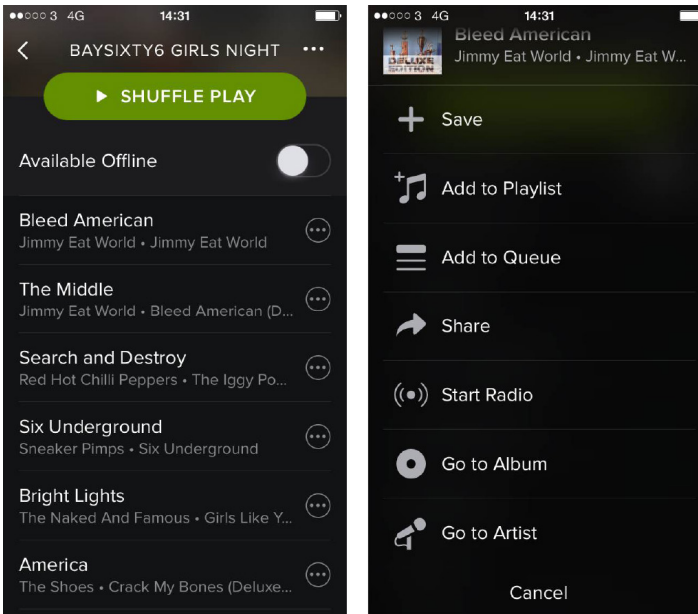 3 4G 14:31
BAYSIXTY6 GIRLS NIGHT
SHUFFLE PLAY
Available Offline
Bleed American
Jimmy Eat World • Jimmy Eat World
The Middle
Jimmy Eat World • Bleed American (D...
Search and Destroy
Red Hot Chilli Peppers • The Iggy Po...
Six Underground
Sneaker Pimps • Six Underground
Bright Lights
The Naked And Famous • Girls Like Y...
America
The Shoes • Crack My Bones (Deluxe...
3 4G 14:31
Bleed American
Jimmy Eat World • Jimmy Eat W...
DELUXE
EDITION
Save
Add to Playlist
Add to Queue
Share
Start Radio
Go to Album
Go to Artist
Cancel